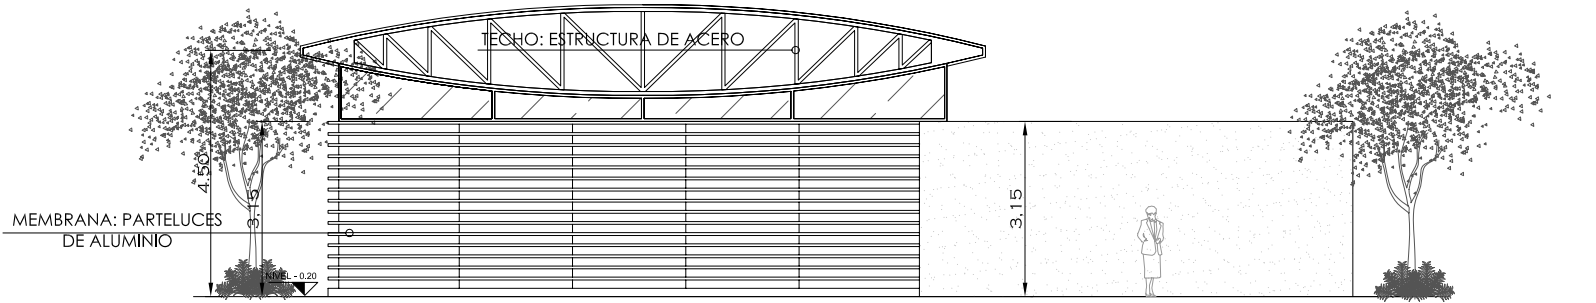 TECHO: ESTRUCTURA DE ACERO
4.50
3,15
3,15
MEMBRANA: PARTELUCES
DE ALUMINIO
NIVEL - 0.20